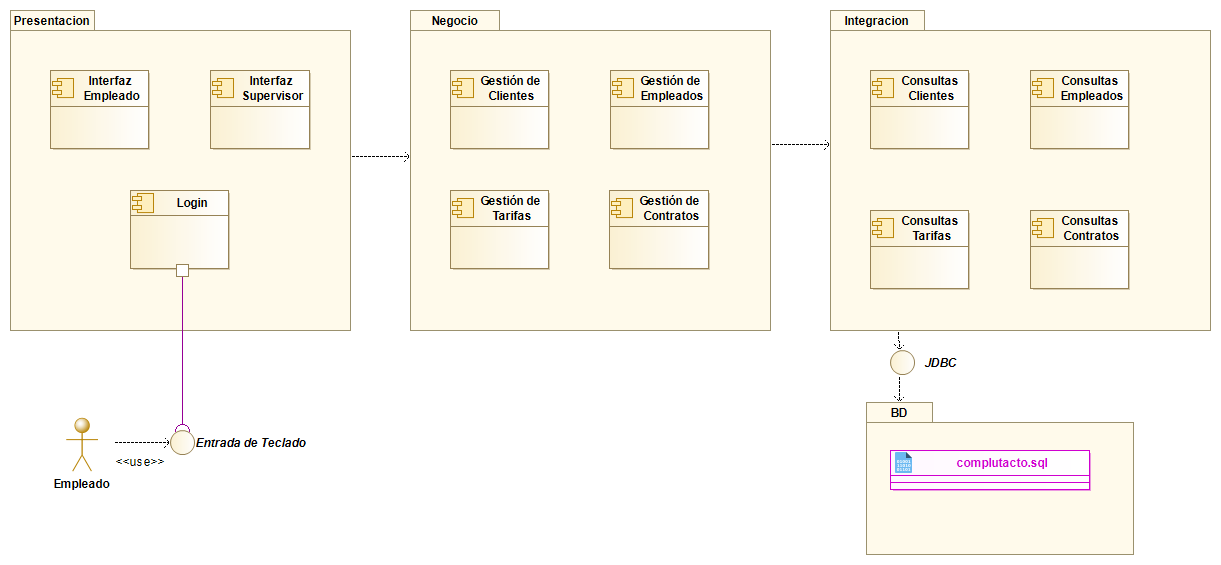 Presentacion
Interfaz
Empleado
Interfaz
Supervisor
Login
Negocio
Gestión de
Clientes
Gestión de
Empleados
Gestión de
Tarifas
Gestión de
Contratos
Integracion
Consultas
Clientes
Consultas
Empleados
Consultas
Tarifas
Consultas
Contratos
JDBC
BD
complutacto.sql
Entrada de Teclado
<<use>>
Empleado